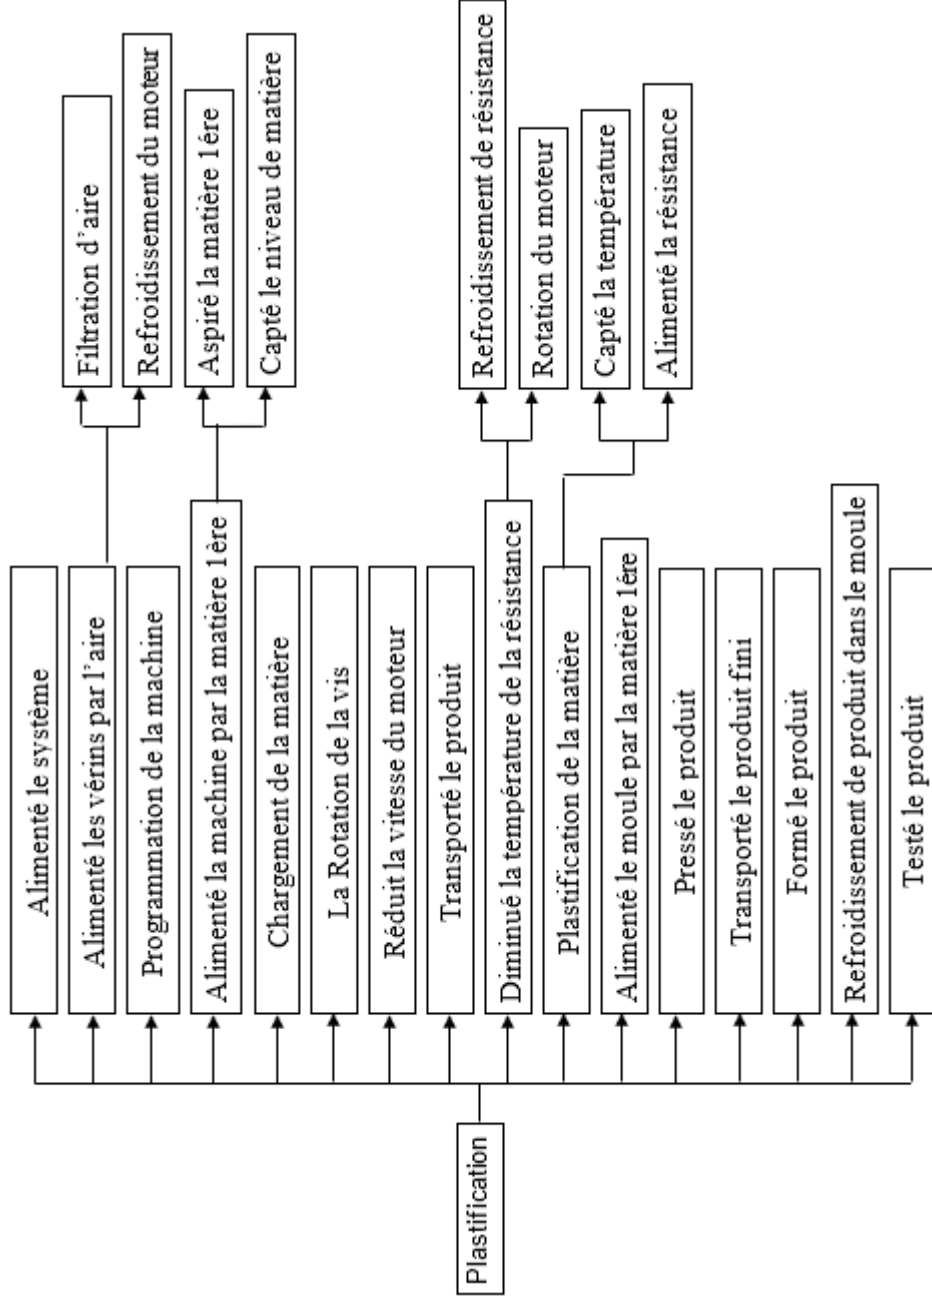 Plastification
Alimenté le système
Alimenté les vérins par l'aire
Programmation de la machine
Alimenté la machine par la matière 1ère
Chargement de la matière
La Rotation de la vis
Réduit la vitesse du moteur
Transporté le produit
Diminué la température de la résistance
Plastification de la matière
Alimenté le moule par la matière 1ére
Pressé le produit
Transporté le produit fini
Formé le produit
Refroidissement de produit dans le moule
Testé le produit
Filtration d'aire
Refroidissement du moteur
Aspiré la matière 1ére
Capté le niveau de matière
Refroidissement de résistance
Rotation du moteur
Capté la température
Alimenté la résistance